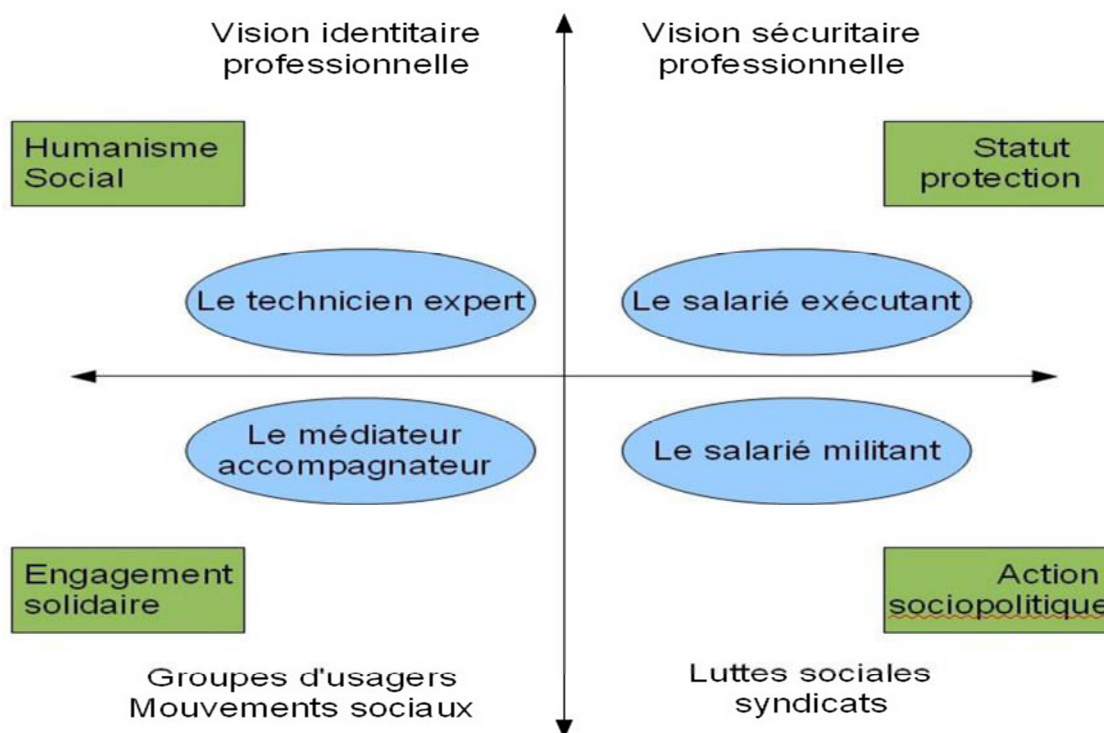 Vision identitaire
professionnelle
Vision sécuritaire
professionnelle
Humanisme
Social
Statut
protection
Le technicien expert
Le salarié exécutant
Le médiateur
accompagnateur
Le salarié militant
Engagement
solidaire
Action
sociopolitique
Groupes d'usagers
Mouvements sociaux
Luttes sociales
syndicats